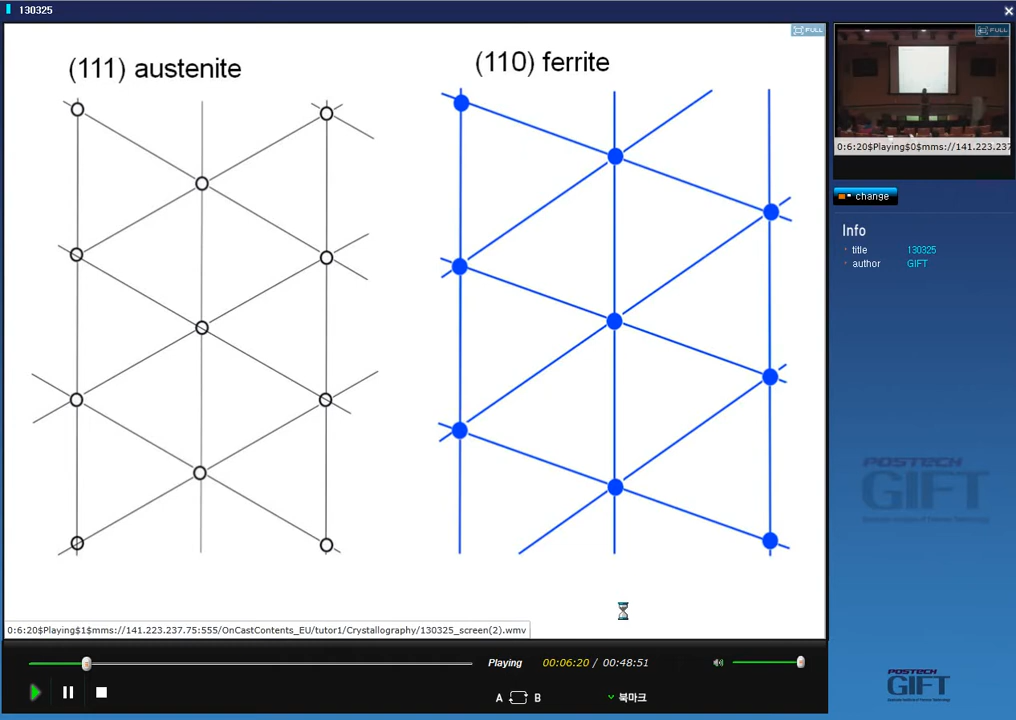 130325
FULL
(111) austenite
(110) ferrite
FULL
0:6:20$Playing$0$mms://141.223.237
change
Info
title 130325
author GIFT
POSTECH
GIFT
0:6:20$Playing$1$mms://141.223.237.75:555/OnCastContents_EU/tutor1/Crystallography/130325_screen(2).wmv
Playing 00:06:20 / 00:48:51
A B 북마크
POSTECH
GIFT